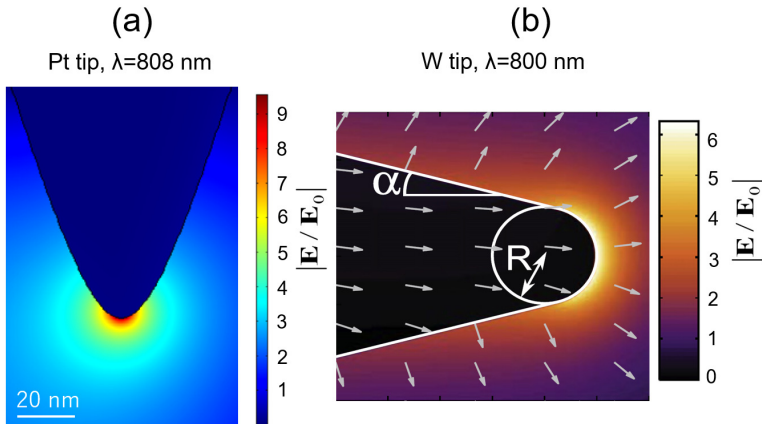 (a)
Pt tip, λ=808 nm
20 nm
9
8
7
6
5
4
3
2
1
|E / E₀|
(b)
W tip, λ=800 nm
α
R
|E / E₀|
6
5
4
3
2
1
0